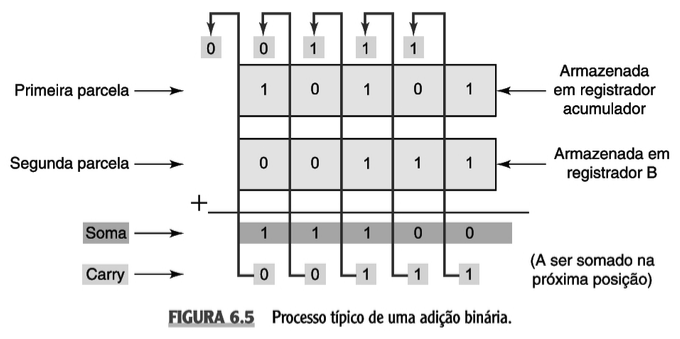 0 0 1 1 1
Primeira parcela 1 0 1 0 1 Armazenada
em registrador
acumulador
Segunda parcela 0 0 1 1 1 Armazenada em
registrador B
+
Soma 1 1 1 0 0
Carry 0 0 1 1 1 (A ser somado na
próxima posição)
FIGURA 6.5 Processo típico de uma adição binária.